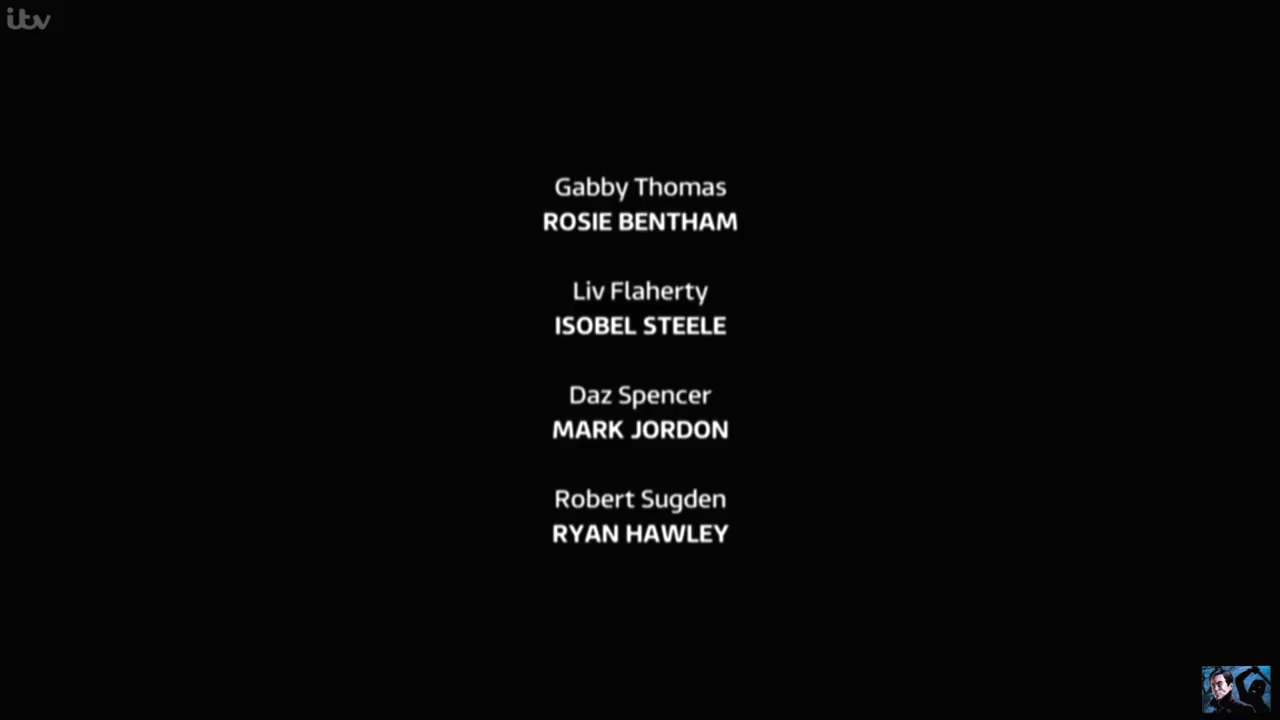 itv
Gabby Thomas
ROSIE BENTHAM
Liv Flaherty
ISOBEL STEELE
Daz Spencer
MARK JORDON
Robert Sugden
RYAN HAWLEY